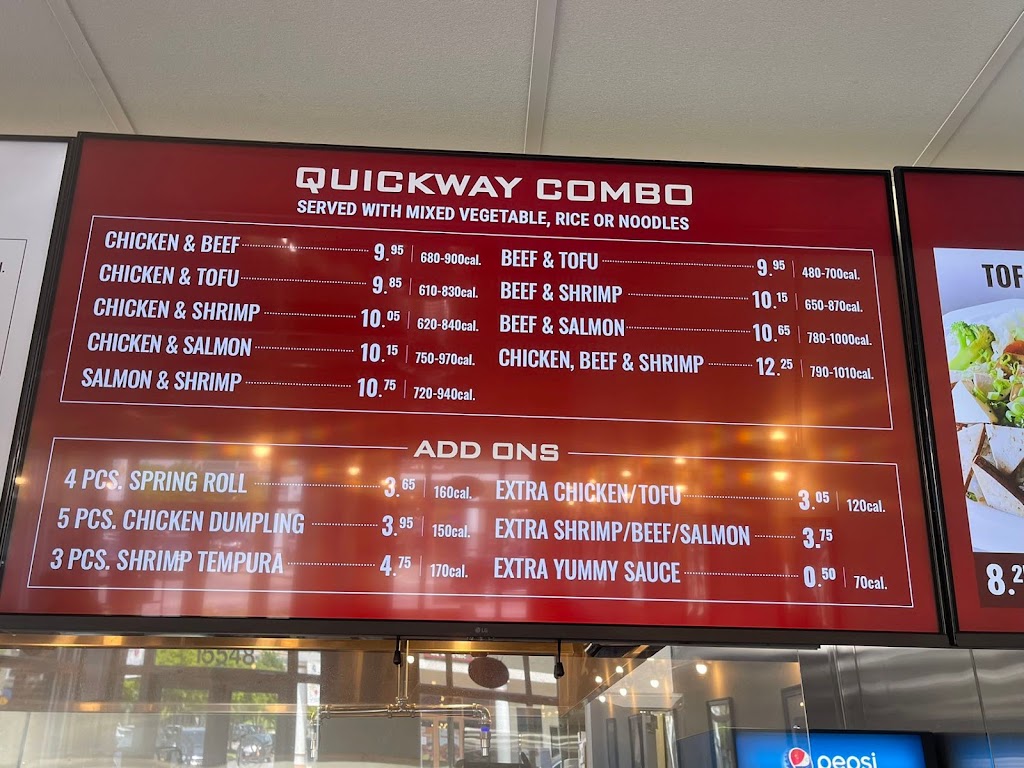 QUICKWAY COMBO
SERVED WITH MIXED VEGETABLE, RICE OR NOODLES
CHICKEN & BEEF 9.95 680-900cal.
CHICKEN & TOFU 9.85 610-830cal.
CHICKEN & SHRIMP 10.05 620-840cal.
CHICKEN & SALMON 10.15 750-970cal.
SALMON & SHRIMP 10.75 720-940cal.
BEEF & TOFU 9.95 480-700cal.
BEEF & SHRIMP 10.15 650-870cal.
BEEF & SALMON 10.65 780-1000cal.
CHICKEN, BEEF & SHRIMP 12.25 790-1010cal.
ADD ONS
4 PCS. SPRING ROLL 3.65 160cal.
5 PCS. CHICKEN DUMPLING 3.95 150cal.
3 PCS. SHRIMP TEMPURA 4.75 170cal.
EXTRA CHICKEN/TOFU 3.05 120cal.
EXTRA SHRIMP/BEEF/SALMON 3.75
EXTRA YUMMY SAUCE 0.50 70cal.
LG
TOF
8.2
16548
pepsi